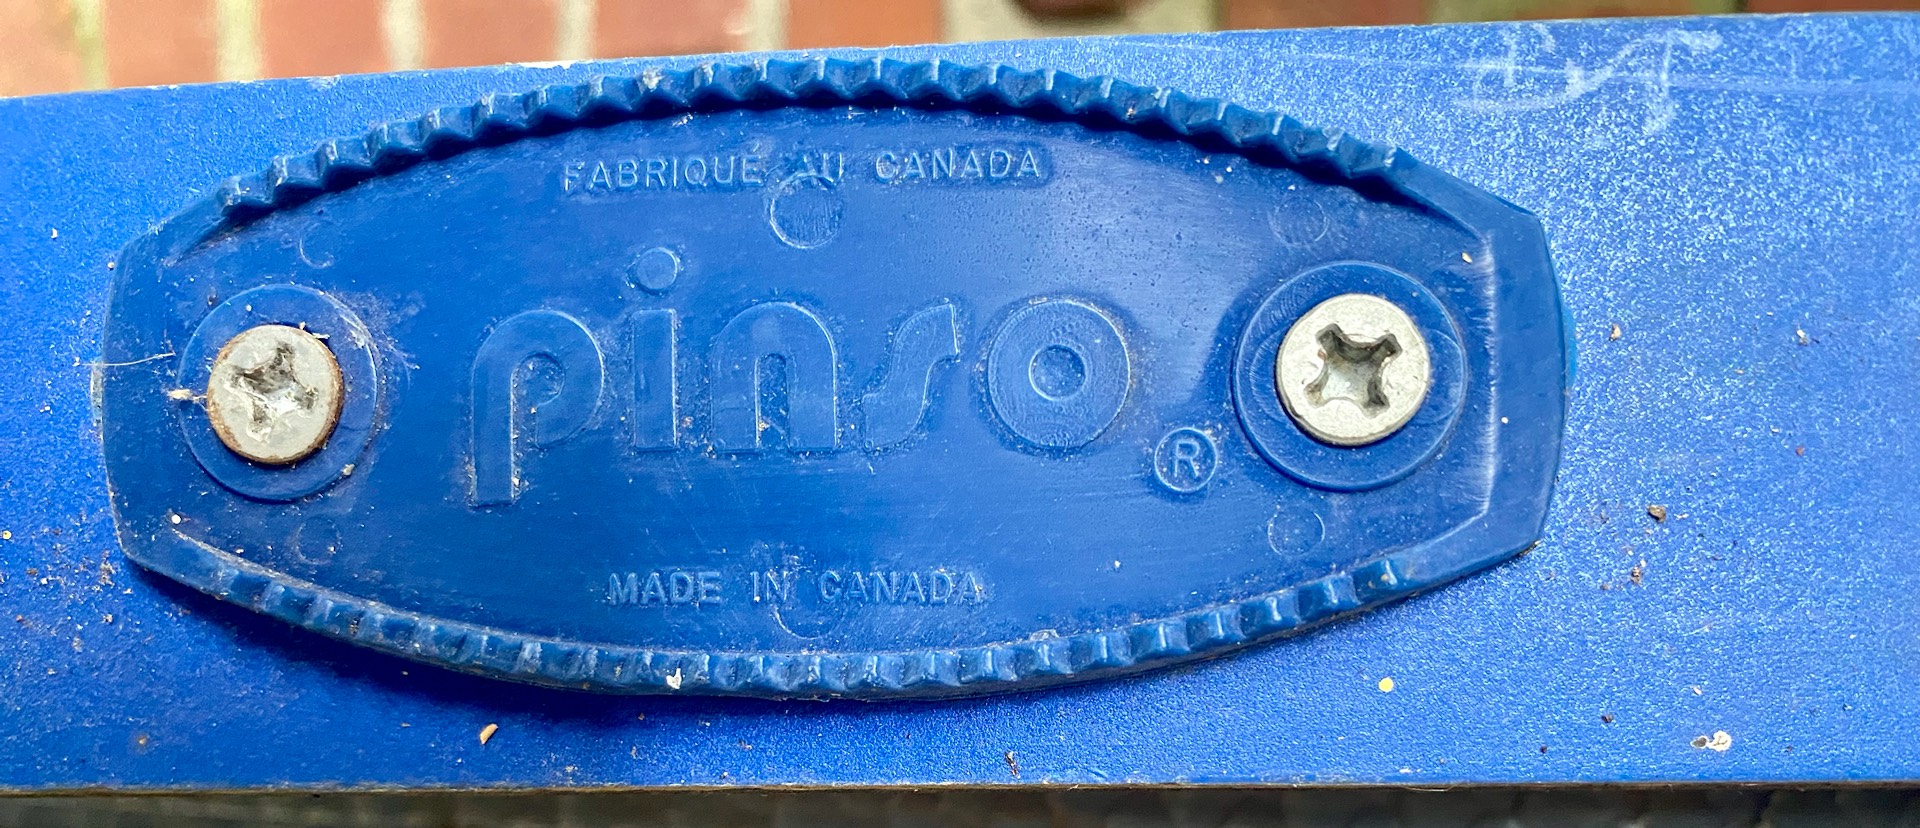 FABRIQUÉ AU CANADA
pinso
®
MADE IN CANADA